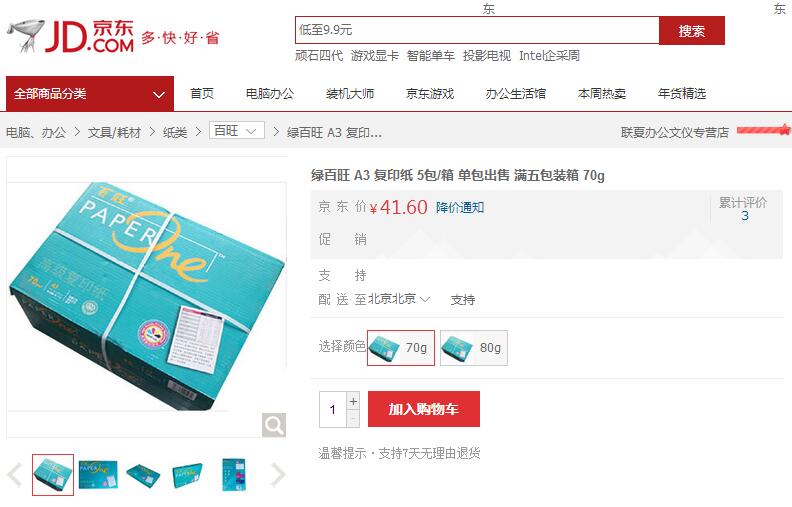 东 东
JD 京东
.COM 多·快·好·省
低至9.9元 搜索
顽石四代 游戏显卡 智能单车 投影电视 Intel企采周
全部商品分类 首页 电脑办公 装机大师 京东游戏 办公生活馆 本周热卖 年货精选
电脑、办公 > 文具/耗材 > 纸类 > 百旺 > 绿百旺 A3 复印... 联夏办公文仪专营店
绿百旺 A3 复印纸 5包/箱 单包出售 满五包装箱 70g
京东价 ¥41.60 降价通知 累计评价
3
促销
支持
配送至 北京北京 支持
选择颜色 70g 80g
1 + 加入购物车
温馨提示·支持7天无理由退货
百旺
PAPER
One
高级复印纸
70
A3